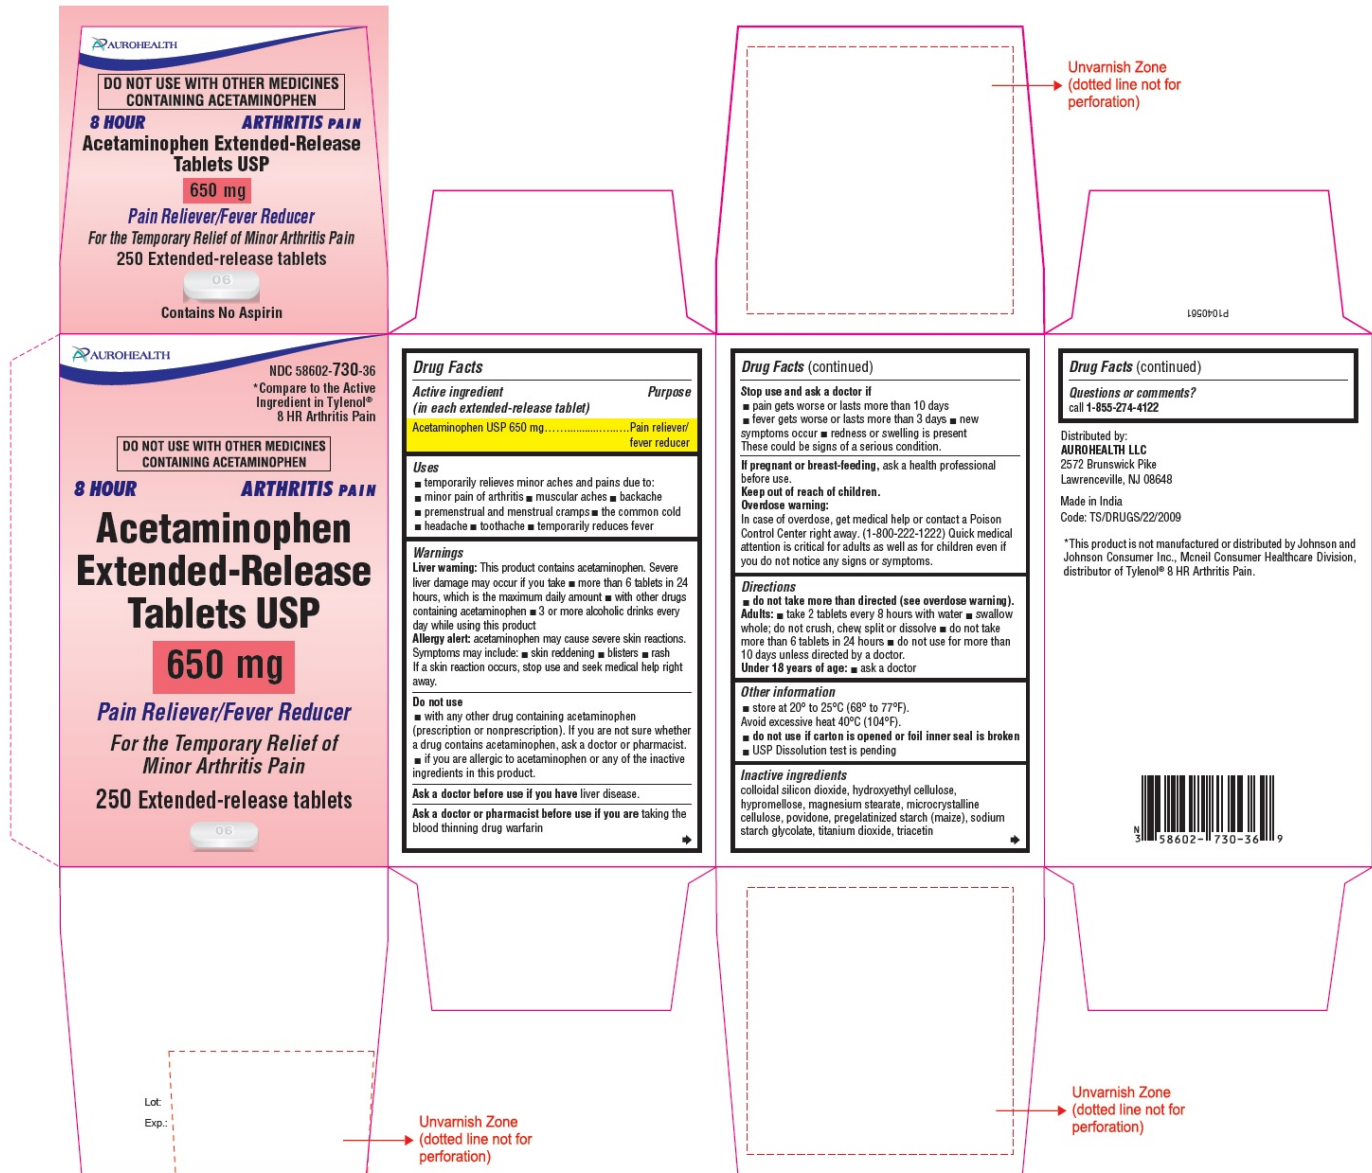 AUROHEALTH
DO NOT USE WITH OTHER MEDICINES
CONTAINING ACETAMINOPHEN
8 HOUR ARTHRITIS PAIN
Acetaminophen Extended-Release
Tablets USP
650 mg
Pain Reliever/Fever Reducer
For the Temporary Relief of Minor Arthritis Pain
250 Extended-release tablets
06
Contains No Aspirin
Unvarnish Zone
(dotted line not for
perforation)
P1040561
AUROHEALTH
NDC 58602-730-36
*Compare to the Active
Ingredient in Tylenol®
8 HR Arthritis Pain
DO NOT USE WITH OTHER MEDICINES
CONTAINING ACETAMINOPHEN
8 HOUR ARTHRITIS PAIN
Acetaminophen
Extended-Release
Tablets USP
650 mg
Pain Reliever/Fever Reducer
For the Temporary Relief of
Minor Arthritis Pain
250 Extended-release tablets
06
Drug Facts
Active ingredient Purpose
(in each extended-release tablet)
Acetaminophen USP 650 mg.....................Pain reliever/
fever reducer
Uses
■ temporarily relieves minor aches and pains due to:
■ minor pain of arthritis ■ muscular aches ■ backache
■ premenstrual and menstrual cramps ■ the common cold
■ headache ■ toothache ■ temporarily reduces fever
Warnings
Liver warning: This product contains acetaminophen. Severe
liver damage may occur if you take ■ more than 6 tablets in 24
hours, which is the maximum daily amount ■ with other drugs
containing acetaminophen ■ 3 or more alcoholic drinks every
day while using this product
Allergy alert: acetaminophen may cause severe skin reactions.
Symptoms may include: ■ skin reddening ■ blisters ■ rash
If a skin reaction occurs, stop use and seek medical help right
away.
Do not use
■ with any other drug containing acetaminophen
(prescription or nonprescription). If you are not sure whether
a drug contains acetaminophen, ask a doctor or pharmacist.
■ if you are allergic to acetaminophen or any of the inactive
ingredients in this product.
Ask a doctor before use if you have liver disease.
Ask a doctor or pharmacist before use if you are taking the
blood thinning drug warfarin
Drug Facts (continued)
Stop use and ask a doctor if
■ pain gets worse or lasts more than 10 days
■ fever gets worse or lasts more than 3 days ■ new
symptoms occur ■ redness or swelling is present
These could be signs of a serious condition.
If pregnant or breast-feeding, ask a health professional
before use.
Keep out of reach of children.
Overdose warning:
In case of overdose, get medical help or contact a Poison
Control Center right away. (1-800-222-1222) Quick medical
attention is critical for adults as well as for children even if
you do not notice any signs or symptoms.
Directions
■ do not take more than directed (see overdose warning).
Adults: ■ take 2 tablets every 8 hours with water ■ swallow
whole; do not crush, chew, split or dissolve ■ do not take
more than 6 tablets in 24 hours ■ do not use for more than
10 days unless directed by a doctor.
Under 18 years of age: ■ ask a doctor
Other information
■ store at 20º to 25ºC (68º to 77ºF).
Avoid excessive heat 40ºC (104ºF).
■ do not use if carton is opened or foil inner seal is broken
■ USP Dissolution test is pending
Inactive ingredients
colloidal silicon dioxide, hydroxyethyl cellulose,
hypromellose, magnesium stearate, microcrystalline
cellulose, povidone, pregelatinized starch (maize), sodium
starch glycolate, titanium dioxide, triacetin
Drug Facts (continued)
Questions or comments?
call 1-855-274-4122
Distributed by:
AUROHEALTH LLC
2572 Brunswick Pike
Lawrenceville, NJ 08648
Made in India
Code: TS/DRUGS/22/2009
*This product is not manufactured or distributed by Johnson and
Johnson Consumer Inc., Mcneil Consumer Healthcare Division,
distributor of Tylenol® 8 HR Arthritis Pain.
N
3 58602-730-36 9
Lot:
Exp.:
Unvarnish Zone
(dotted line not for
perforation)
Unvarnish Zone
(dotted line not for
perforation)